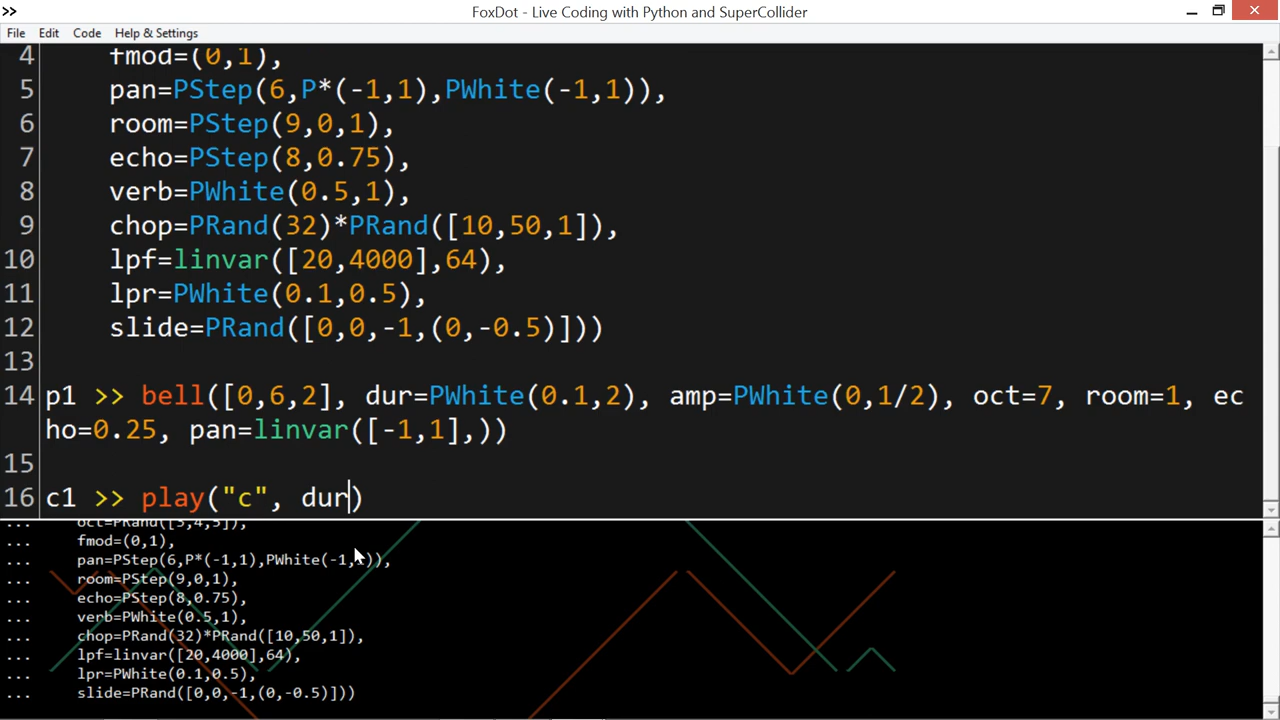 FoxDot - Live Coding with Python and SuperCollider
File Edit Code Help & Settings
4 fmod=(0,1),
5 pan=PStep(6,P*(-1,1),PWhite(-1,1)),
6 room=PStep(9,0,1),
7 echo=PStep(8,0.75),
8 verb=PWhite(0.5,1),
9 chop=PRand(32)*PRand([10,50,1]),
10 lpf=linvar([20,4000],64),
11 lpr=PWhite(0.1,0.5),
12 slide=PRand([0,0,-1,(0,-0.5)]))
13
14 p1 >> bell([0,6,2], dur=PWhite(0.1,2), amp=PWhite(0,1/2), oct=7, room=1, ec
ho=0.25, pan=linvar([-1,1],))
15
16 c1 >> play("c", dur)
... oct=PRand([3,4,5]),
... fmod=(0,1),
... pan=PStep(6,P*(-1,1),PWhite(-1,1)),
... room=PStep(9,0,1),
... echo=PStep(8,0.75),
... verb=PWhite(0.5,1),
... chop=PRand(32)*PRand([10,50,1]),
... lpf=linvar([20,4000],64),
... lpr=PWhite(0.1,0.5),
... slide=PRand([0,0,-1,(0,-0.5)]))